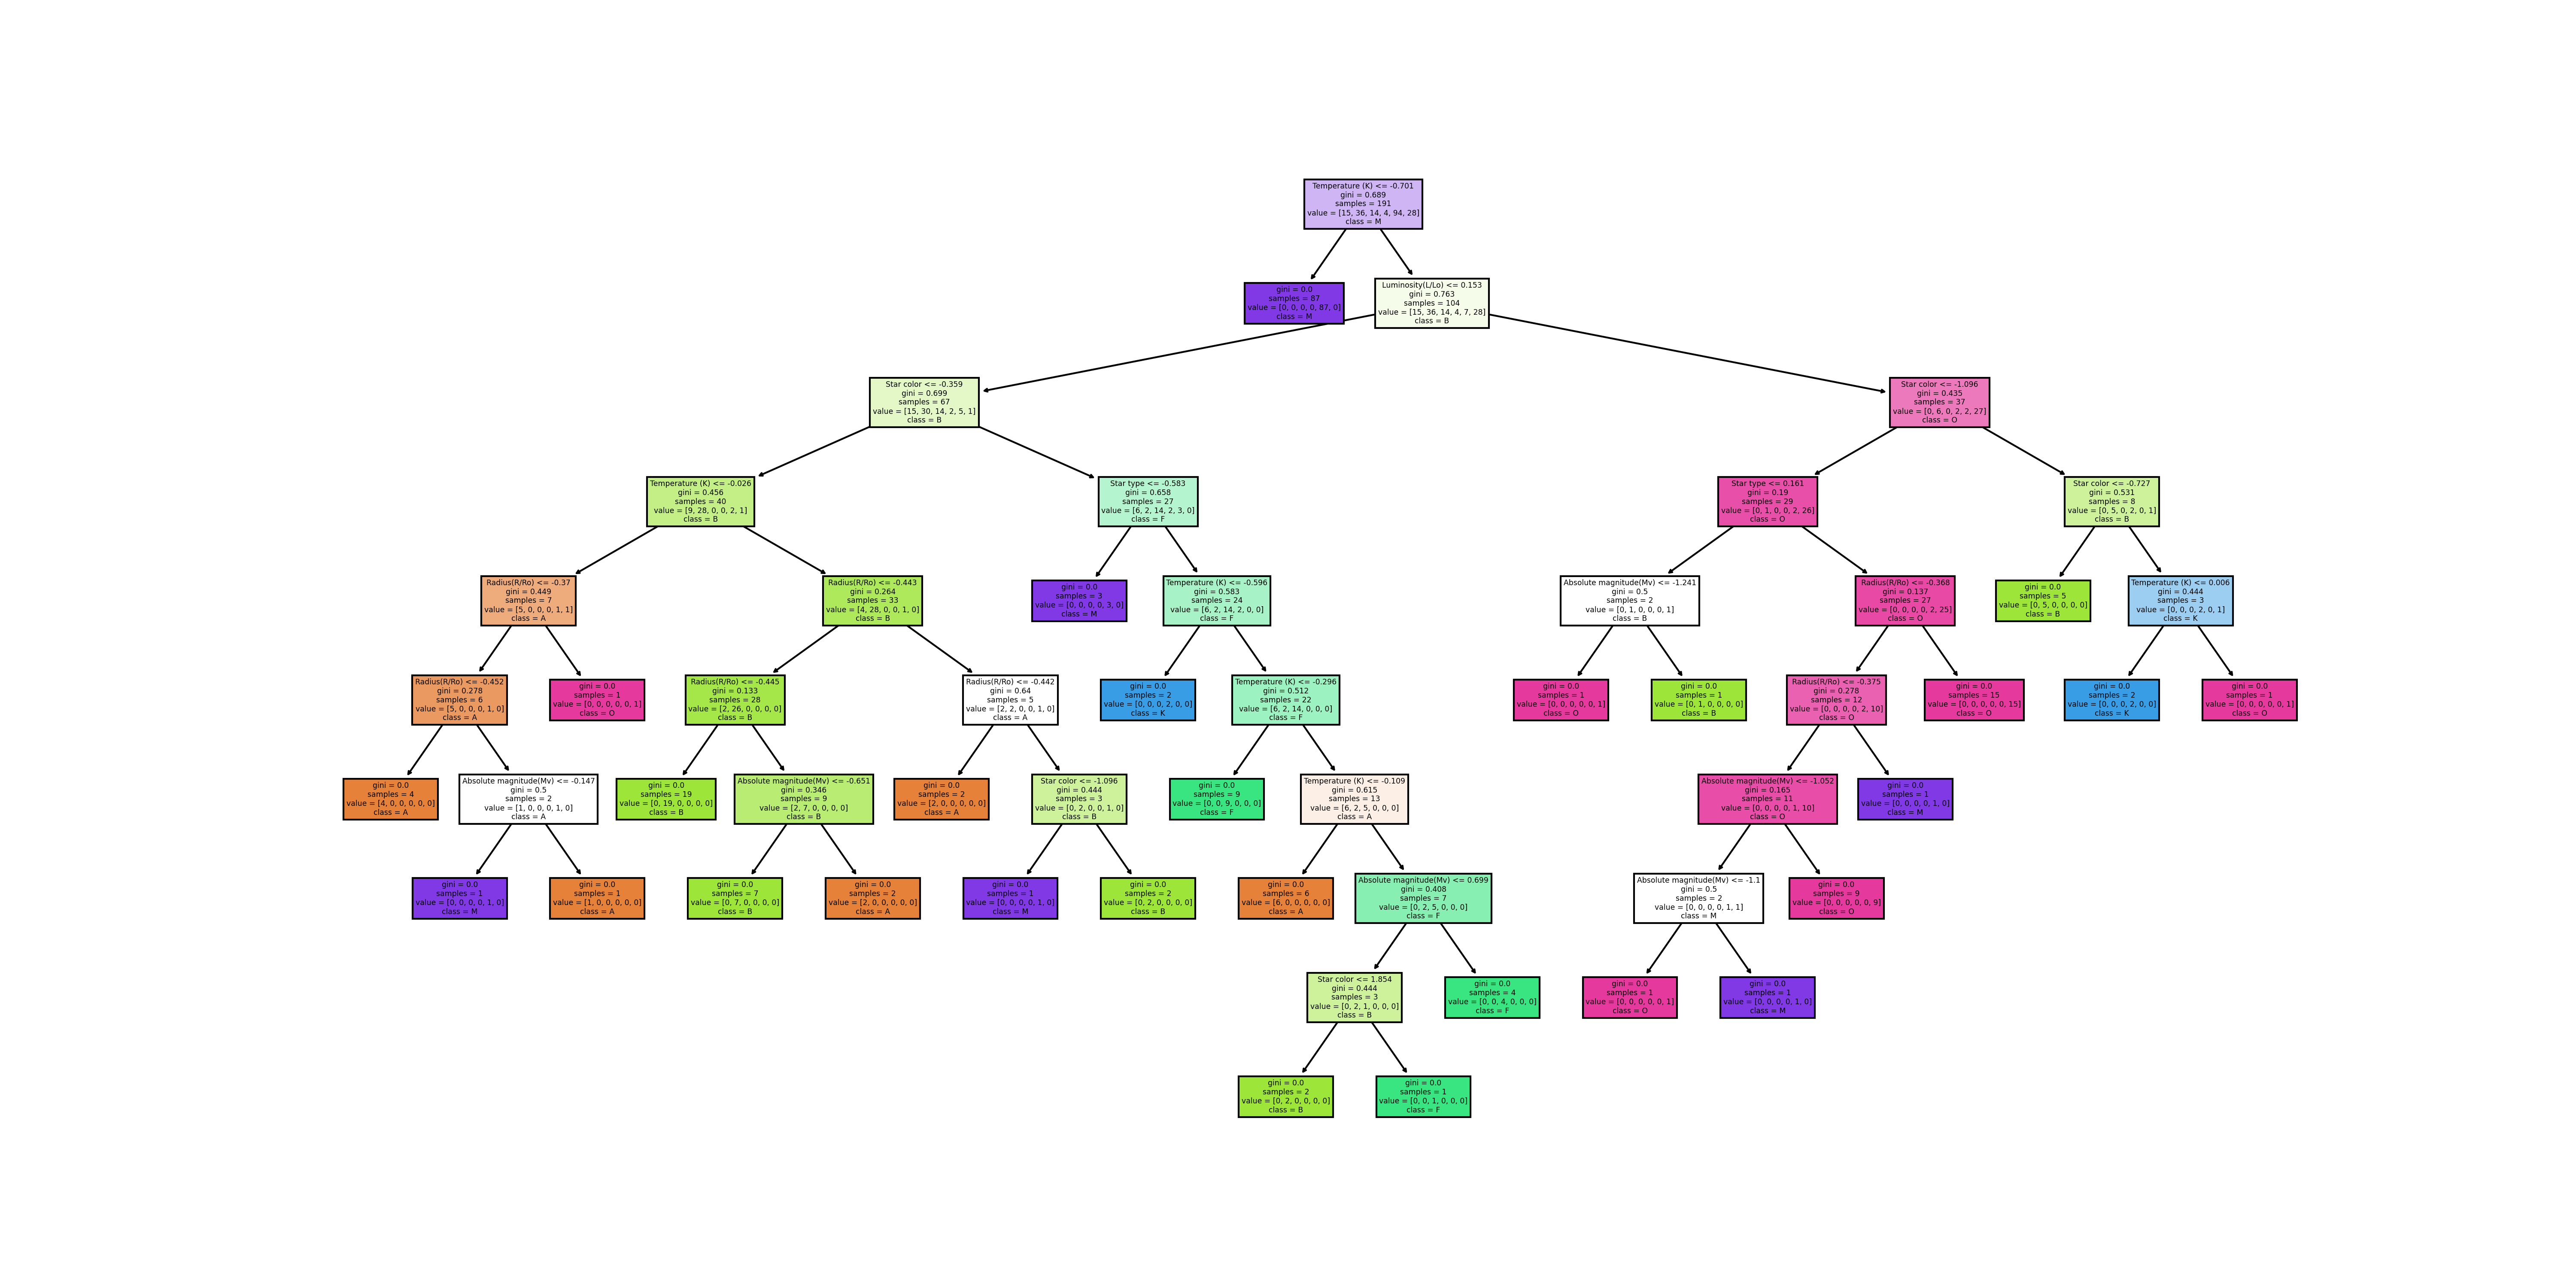 Temperature (K) <= -0.701
gini = 0.689
samples = 191
value = [15, 36, 14, 4, 94, 28]
class = M
gini = 0.0
samples = 87
value = [0, 0, 0, 0, 87, 0]
class = M
Luminosity(L/Lo) <= 0.153
gini = 0.763
samples = 104
value = [15, 36, 14, 4, 7, 28]
class = B
Star color <= -0.359
gini = 0.699
samples = 67
value = [15, 30, 14, 2, 5, 1]
class = B
Star color <= -1.096
gini = 0.435
samples = 37
value = [0, 6, 0, 2, 2, 27]
class = O
Temperature (K) <= -0.026
gini = 0.456
samples = 40
value = [9, 28, 0, 0, 2, 1]
class = B
Star type <= -0.583
gini = 0.658
samples = 27
value = [6, 2, 14, 2, 3, 0]
class = F
Star type <= 0.161
gini = 0.19
samples = 29
value = [0, 1, 0, 0, 2, 26]
class = O
Star color <= -0.727
gini = 0.531
samples = 8
value = [0, 5, 0, 2, 0, 1]
class = B
Radius(R/Ro) <= -0.37
gini = 0.449
samples = 7
value = [5, 0, 0, 0, 1, 1]
class = A
Radius(R/Ro) <= -0.443
gini = 0.264
samples = 33
value = [4, 28, 0, 0, 1, 0]
class = B
gini = 0.0
samples = 3
value = [0, 0, 0, 0, 3, 0]
class = M
Temperature (K) <= -0.596
gini = 0.583
samples = 24
value = [6, 2, 14, 2, 0, 0]
class = F
Absolute magnitude(Mv) <= -1.241
gini = 0.5
samples = 2
value = [0, 1, 0, 0, 0, 1]
class = B
Radius(R/Ro) <= -0.368
gini = 0.137
samples = 27
value = [0, 0, 0, 0, 2, 25]
class = O
gini = 0.0
samples = 5
value = [0, 5, 0, 0, 0, 0]
class = B
Temperature (K) <= 0.006
gini = 0.444
samples = 3
value = [0, 0, 0, 2, 0, 1]
class = K
Radius(R/Ro) <= -0.452
gini = 0.278
samples = 6
value = [5, 0, 0, 0, 1, 0]
class = A
gini = 0.0
samples = 1
value = [0, 0, 0, 0, 0, 1]
class = O
Radius(R/Ro) <= -0.445
gini = 0.133
samples = 28
value = [2, 26, 0, 0, 0, 0]
class = B
Radius(R/Ro) <= -0.442
gini = 0.64
samples = 5
value = [2, 2, 0, 0, 1, 0]
class = A
gini = 0.0
samples = 2
value = [0, 0, 0, 2, 0, 0]
class = K
Temperature (K) <= -0.296
gini = 0.512
samples = 22
value = [6, 2, 14, 0, 0, 0]
class = F
gini = 0.0
samples = 1
value = [0, 0, 0, 0, 0, 1]
class = O
gini = 0.0
samples = 1
value = [0, 1, 0, 0, 0, 0]
class = B
Radius(R/Ro) <= -0.375
gini = 0.278
samples = 12
value = [0, 0, 0, 0, 2, 10]
class = O
gini = 0.0
samples = 15
value = [0, 0, 0, 0, 0, 15]
class = O
gini = 0.0
samples = 2
value = [0, 0, 0, 2, 0, 0]
class = K
gini = 0.0
samples = 1
value = [0, 0, 0, 0, 0, 1]
class = O
gini = 0.0
samples = 4
value = [4, 0, 0, 0, 0, 0]
class = A
Absolute magnitude(Mv) <= -0.147
gini = 0.5
samples = 2
value = [1, 0, 0, 0, 1, 0]
class = A
gini = 0.0
samples = 19
value = [0, 19, 0, 0, 0, 0]
class = B
Absolute magnitude(Mv) <= -0.651
gini = 0.346
samples = 9
value = [2, 7, 0, 0, 0, 0]
class = B
gini = 0.0
samples = 2
value = [2, 0, 0, 0, 0, 0]
class = A
Star color <= -1.096
gini = 0.444
samples = 3
value = [0, 2, 0, 0, 1, 0]
class = B
gini = 0.0
samples = 9
value = [0, 0, 9, 0, 0, 0]
class = F
Temperature (K) <= -0.109
gini = 0.615
samples = 13
value = [6, 2, 5, 0, 0, 0]
class = A
Absolute magnitude(Mv) <= -1.052
gini = 0.165
samples = 11
value = [0, 0, 0, 0, 1, 10]
class = O
gini = 0.0
samples = 1
value = [0, 0, 0, 0, 1, 0]
class = M
gini = 0.0
samples = 1
value = [0, 0, 0, 0, 1, 0]
class = M
gini = 0.0
samples = 1
value = [1, 0, 0, 0, 0, 0]
class = A
gini = 0.0
samples = 7
value = [0, 7, 0, 0, 0, 0]
class = B
gini = 0.0
samples = 2
value = [2, 0, 0, 0, 0, 0]
class = A
gini = 0.0
samples = 1
value = [0, 0, 0, 0, 1, 0]
class = M
gini = 0.0
samples = 2
value = [0, 2, 0, 0, 0, 0]
class = B
gini = 0.0
samples = 6
value = [6, 0, 0, 0, 0, 0]
class = A
Absolute magnitude(Mv) <= 0.699
gini = 0.408
samples = 7
value = [0, 2, 5, 0, 0, 0]
class = F
Absolute magnitude(Mv) <= -1.1
gini = 0.5
samples = 2
value = [0, 0, 0, 0, 1, 1]
class = M
gini = 0.0
samples = 9
value = [0, 0, 0, 0, 0, 9]
class = O
Star color <= 1.854
gini = 0.444
samples = 3
value = [0, 2, 1, 0, 0, 0]
class = B
gini = 0.0
samples = 4
value = [0, 0, 4, 0, 0, 0]
class = F
gini = 0.0
samples = 1
value = [0, 0, 0, 0, 0, 1]
class = O
gini = 0.0
samples = 1
value = [0, 0, 0, 0, 1, 0]
class = M
gini = 0.0
samples = 2
value = [0, 2, 0, 0, 0, 0]
class = B
gini = 0.0
samples = 1
value = [0, 0, 1, 0, 0, 0]
class = F